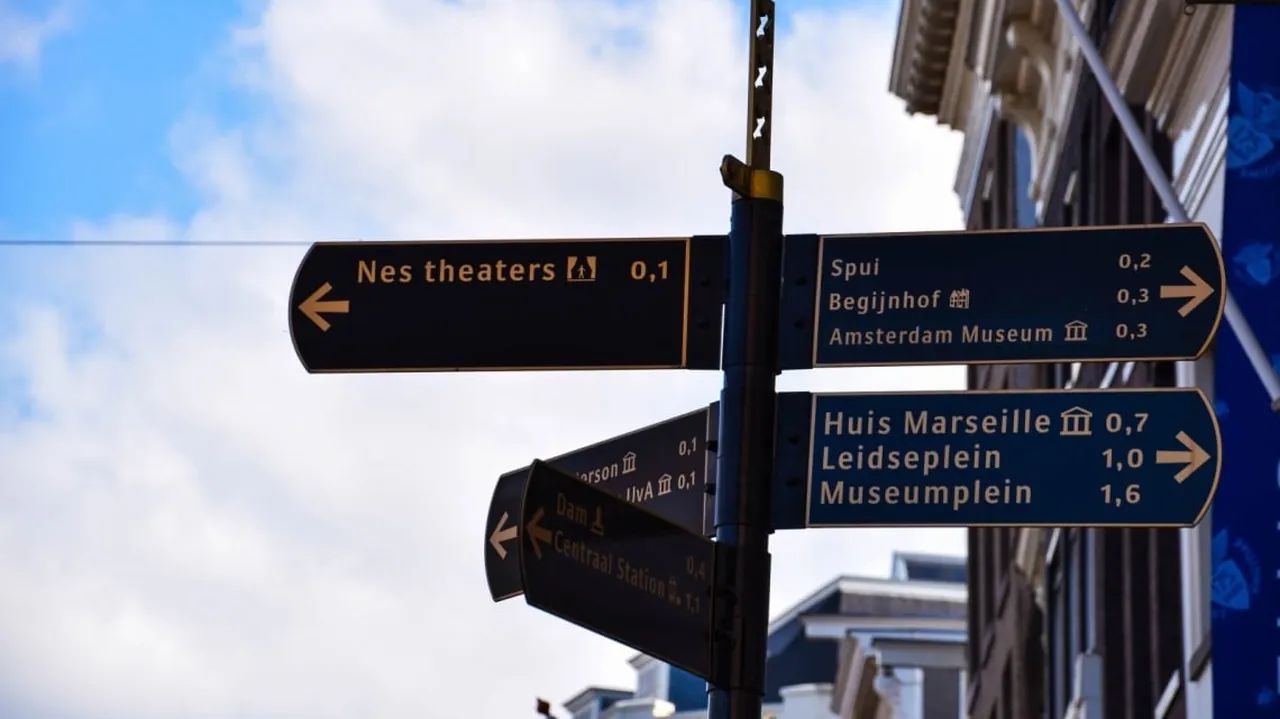 Nes theaters 0,1
Spui 0,2
Begijnhof 0,3
Amsterdam Museum 0,3
Huis Marseille 0,7
Leidseplein 1,0
Museumplein 1,6
0,1
UvA 0,1
Dam 0,4
Centraal Station 1,1